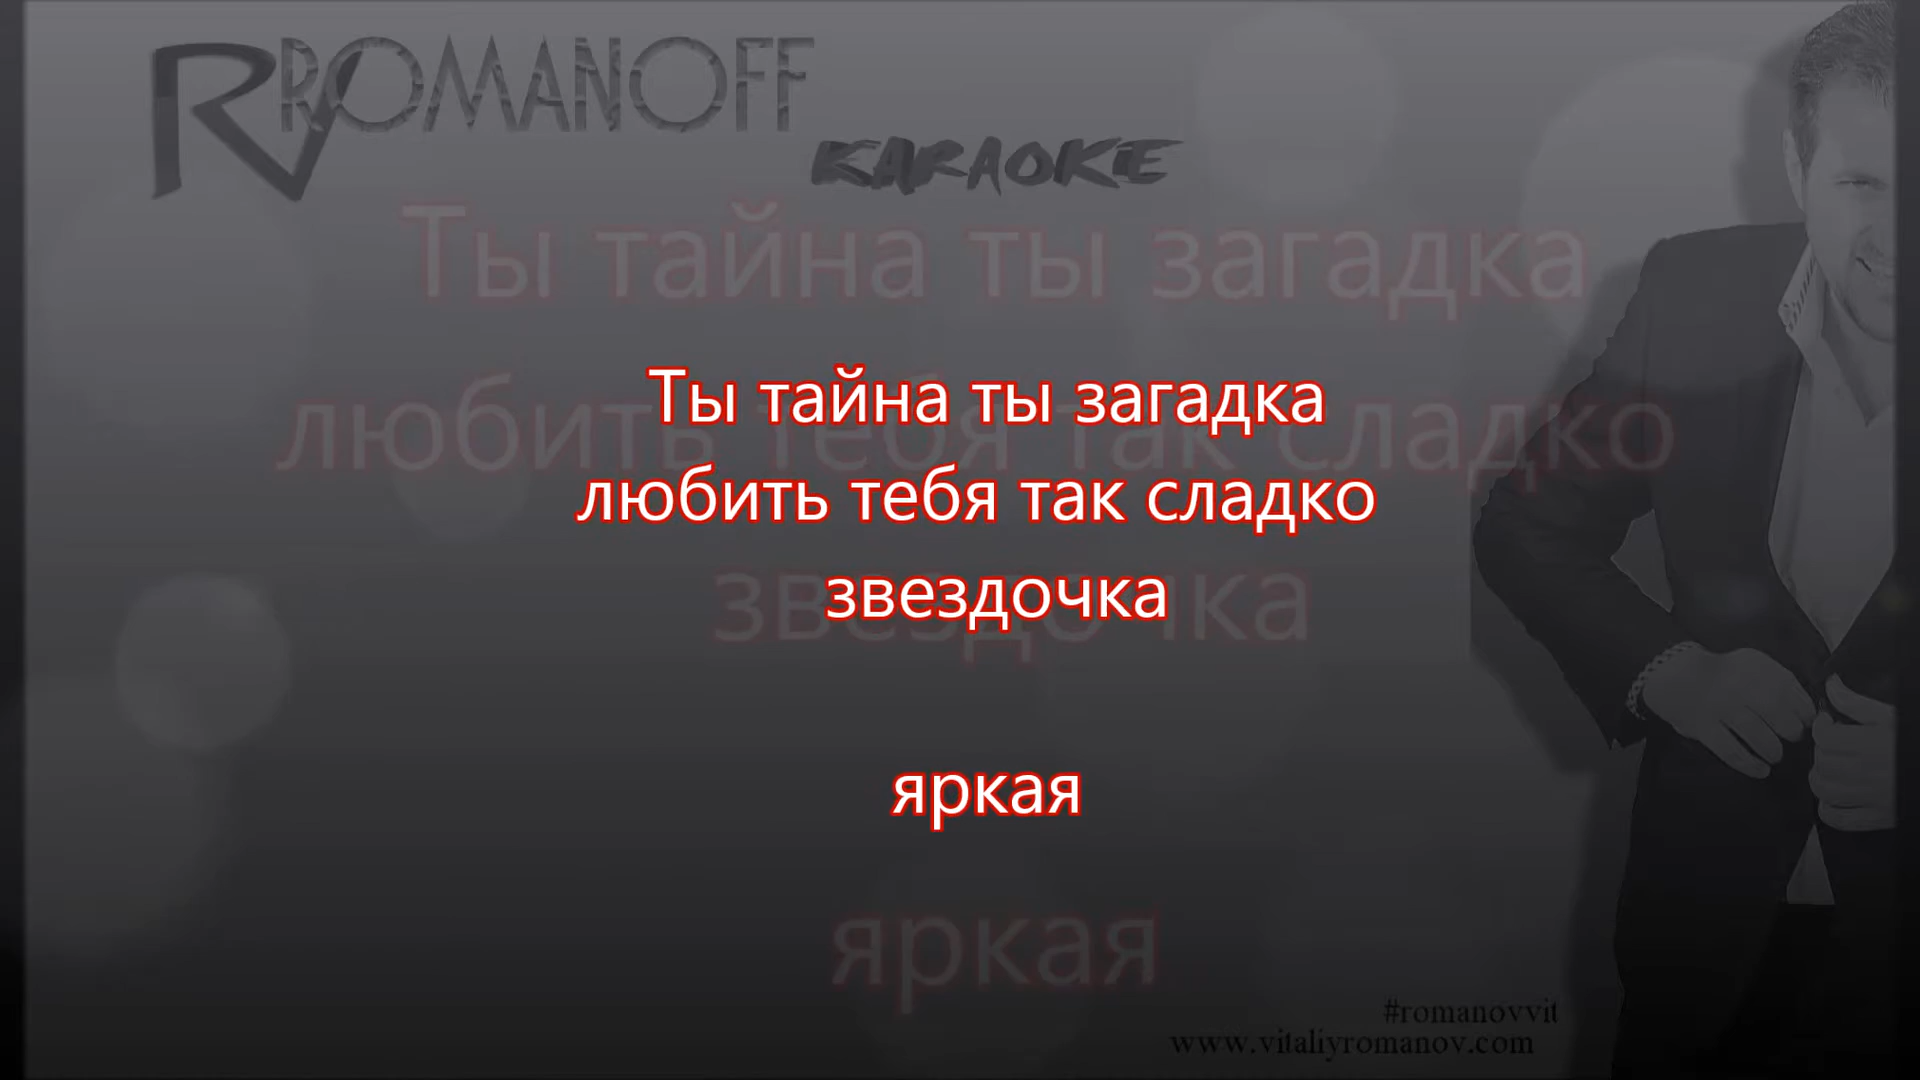 RV ROMANOFF
KARAOKE
Ты тайна ты загадка
любить тебя так сладко
звездочка
яркая
Ты тайна ты загадка
любить тебя так сладко
звездочка
яркая
#romanovvit
www.vitaliyromanov.com